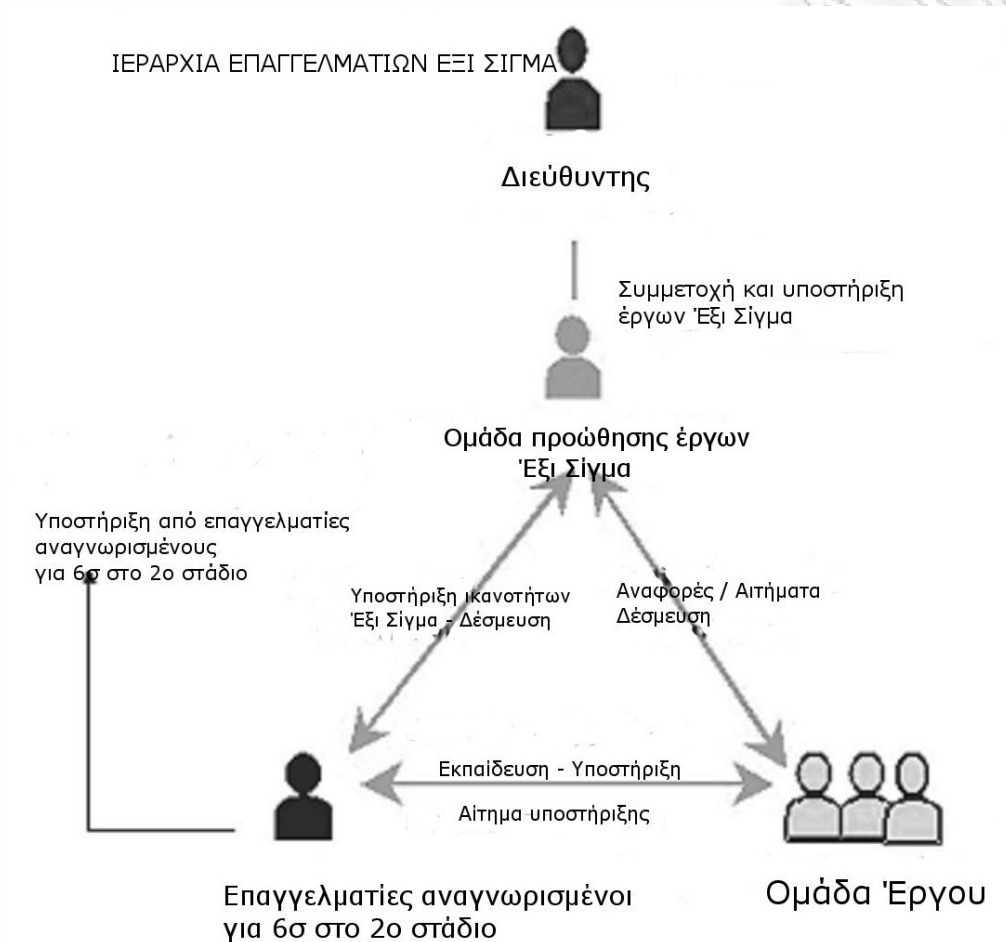 ΙΕΡΑΡΧΙΑ ΕΠΑΓΓΕΛΜΑΤΙΩΝ ΕΞΙ ΣΙΓΜΑ
Διεύθυντης
Συμμετοχή και υποστήριξη
έργων Έξι Σίγμα
Ομάδα προώθησης έργων
Έξι Σίγμα
Υποστήριξη από επαγγελματίες
αναγνωρισμένους
για 6σ στο 2ο στάδιο
Υποστήριξη ικανοτήτων
Έξι Σίγμα - Δέσμευση
Αναφορές / Αιτήματα
Δέσμευση
Εκπαίδευση - Υποστήριξη
Αίτημα υποστήριξης
Επαγγελματίες αναγνωρισμένοι
για 6σ στο 2ο στάδιο
Ομάδα Έργου